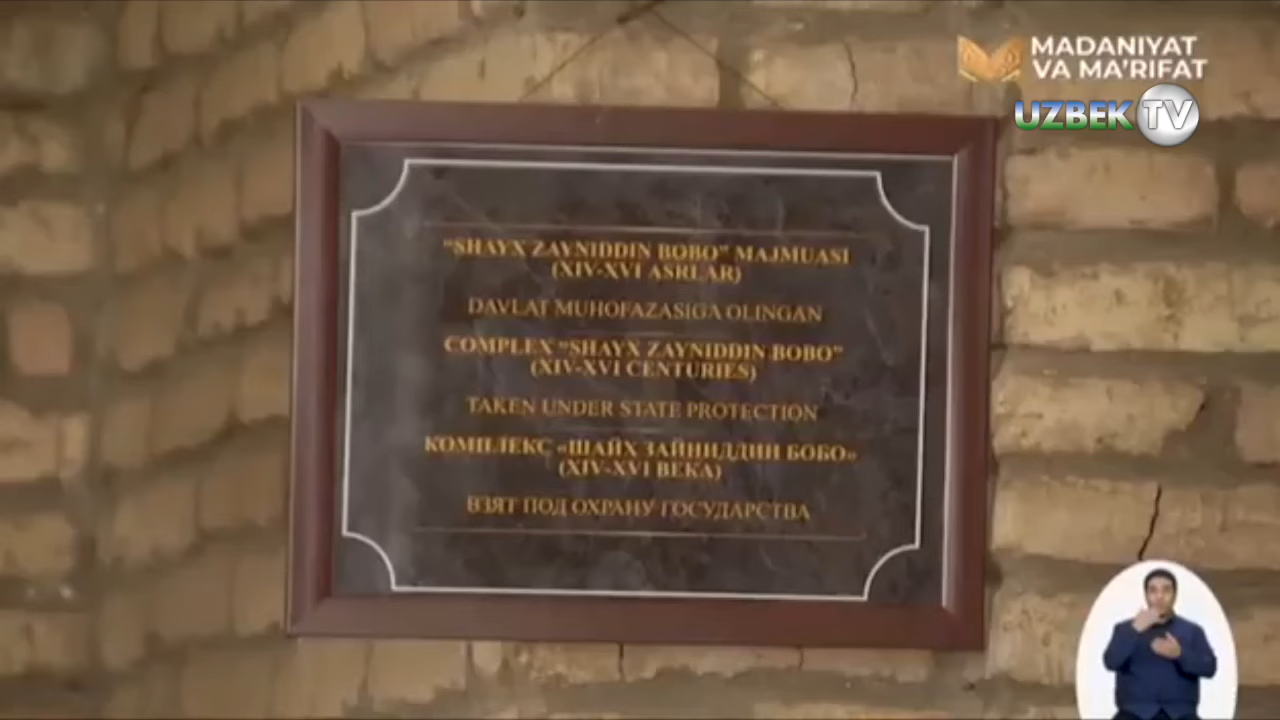 MADANIYAT
VA MA'RIFAT
UZBEK TV
"SHAYX ZAYNIDDIN BOBO" MAJMUASI
(XIV-XVI ASRLAR)
DAVLAT MUHOFAZASIGA OLINGAN
COMPLEX "SHAYX ZAYNIDDIN BOBO"
(XIV-XVI CENTURIES)
TAKEN UNDER STATE PROTECTION
КОМПЛЕКС «ШАЙХ ЗАЙНИДДИН БОБО»
(XIV-XVI ВЕКА)
ВЗЯТ ПОД ОХРАНУ ГОСУДАРСТВА